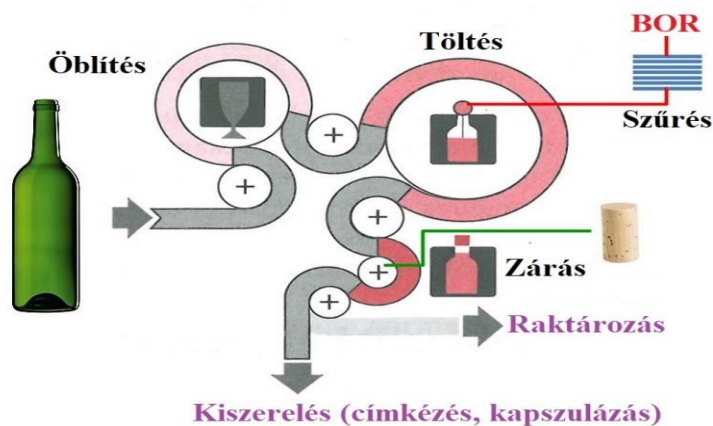 BOR
Töltés
Öblítés
Szűrés
Zárás
Raktározás
Kiszerelés (címkézés, kapszulázás)